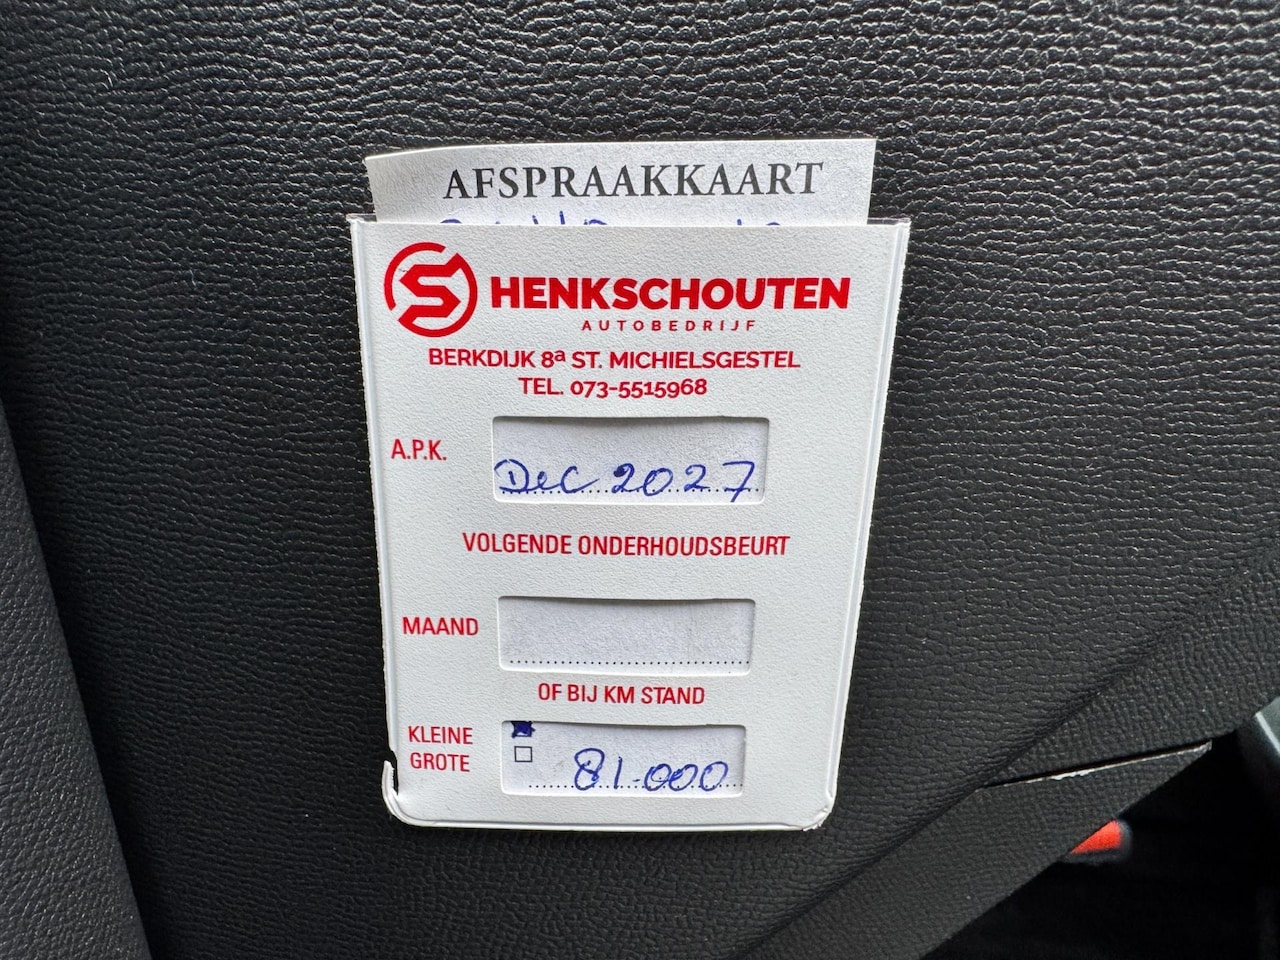 AFSPRAAKKAART
HENKSCHOUTEN
AUTOBEDRIJF
BERKDIJK 8ª ST. MICHIELSGESTEL
TEL. 073-5515968
A.P.K.
Dec 2027
VOLGENDE ONDERHOUDSBEURT
MAAND
OF BIJ KM STAND
KLEINE
GROTE
81.000